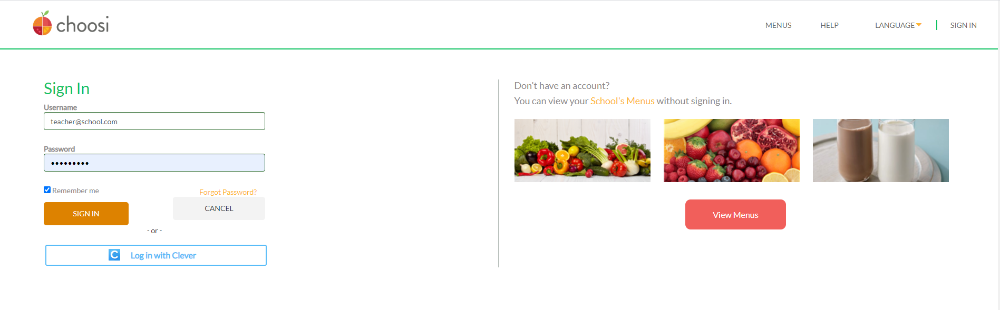 choosi
MENUS HELP LANGUAGE SIGN IN
Sign In
Username
teacher@school.com
Password
•••••••••
Remember me
Forgot Password?
SIGN IN
CANCEL
- or -
C Log in with Clever
Don't have an account?
You can view your School's Menus without signing in.
View Menus